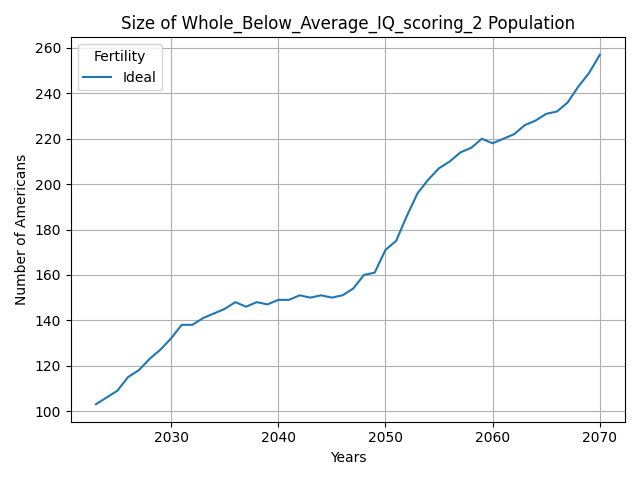 Size of Whole_Below_Average_IQ_scoring_2 Population
Fertility
Ideal
Number of Americans
260
240
220
200
180
160
140
120
100
2030
2040
2050
2060
2070
Years